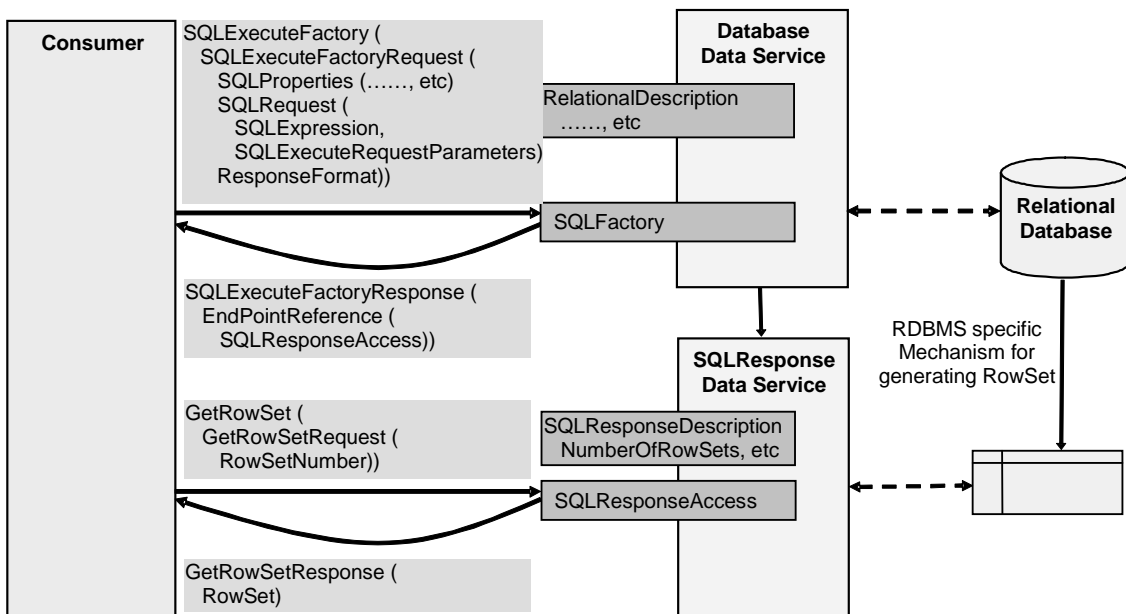 Consumer
SQLExecuteFactory (
SQLExecuteFactoryRequest (
SQLProperties (……, etc)
SQLRequest (
SQLExpression,
SQLExecuteRequestParameters)
ResponseFormat))
Database
Data Service
RelationalDescription
……, etc
SQLFactory
Relational
Database
SQLExecuteFactoryResponse (
EndPointReference (
SQLResponseAccess))
RDBMS specific
Mechanism for
generating RowSet
SQLResponse
Data Service
GetRowSet (
GetRowSetRequest (
RowSetNumber))
SQLResponseDescription
NumberOfRowSets, etc
SQLResponseAccess
GetRowSetResponse (
RowSet)